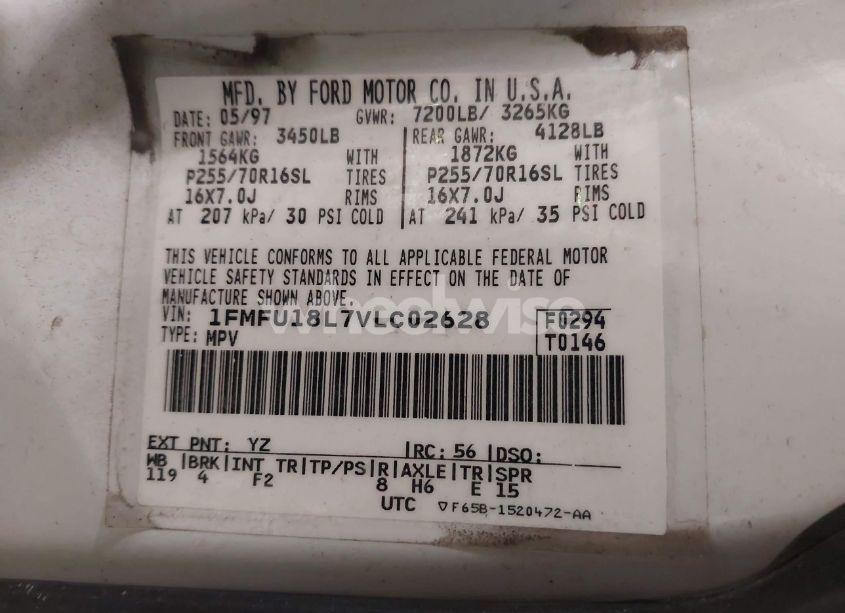 MFD. BY FORD MOTOR CO. IN U.S.A.
DATE: 05/97 GVWR: 7200LB/ 3265KG
FRONT GAWR: 3450LB REAR GAWR: 4128LB
1564KG WITH 1872KG WITH
P255/70R16SL TIRES P255/70R16SL TIRES
16X7.0J RIMS 16X7.0J RIMS
AT 207 kPa/ 30 PSI COLD AT 241 kPa/ 35 PSI COLD
THIS VEHICLE CONFORMS TO ALL APPLICABLE FEDERAL MOTOR
VEHICLE SAFETY STANDARDS IN EFFECT ON THE DATE OF
MANUFACTURE SHOWN ABOVE.
VIN: 1FMFU18L7VLC02628 F0294
TYPE: MPV T0146
wheelwise
EXT PNT: YZ RC: 56 DSO:
WB BRK INT TR TP/PS R AXLE TR SPR
119 4 F2 8 H6 E 15
UTC ▽F65B-1520472-AA